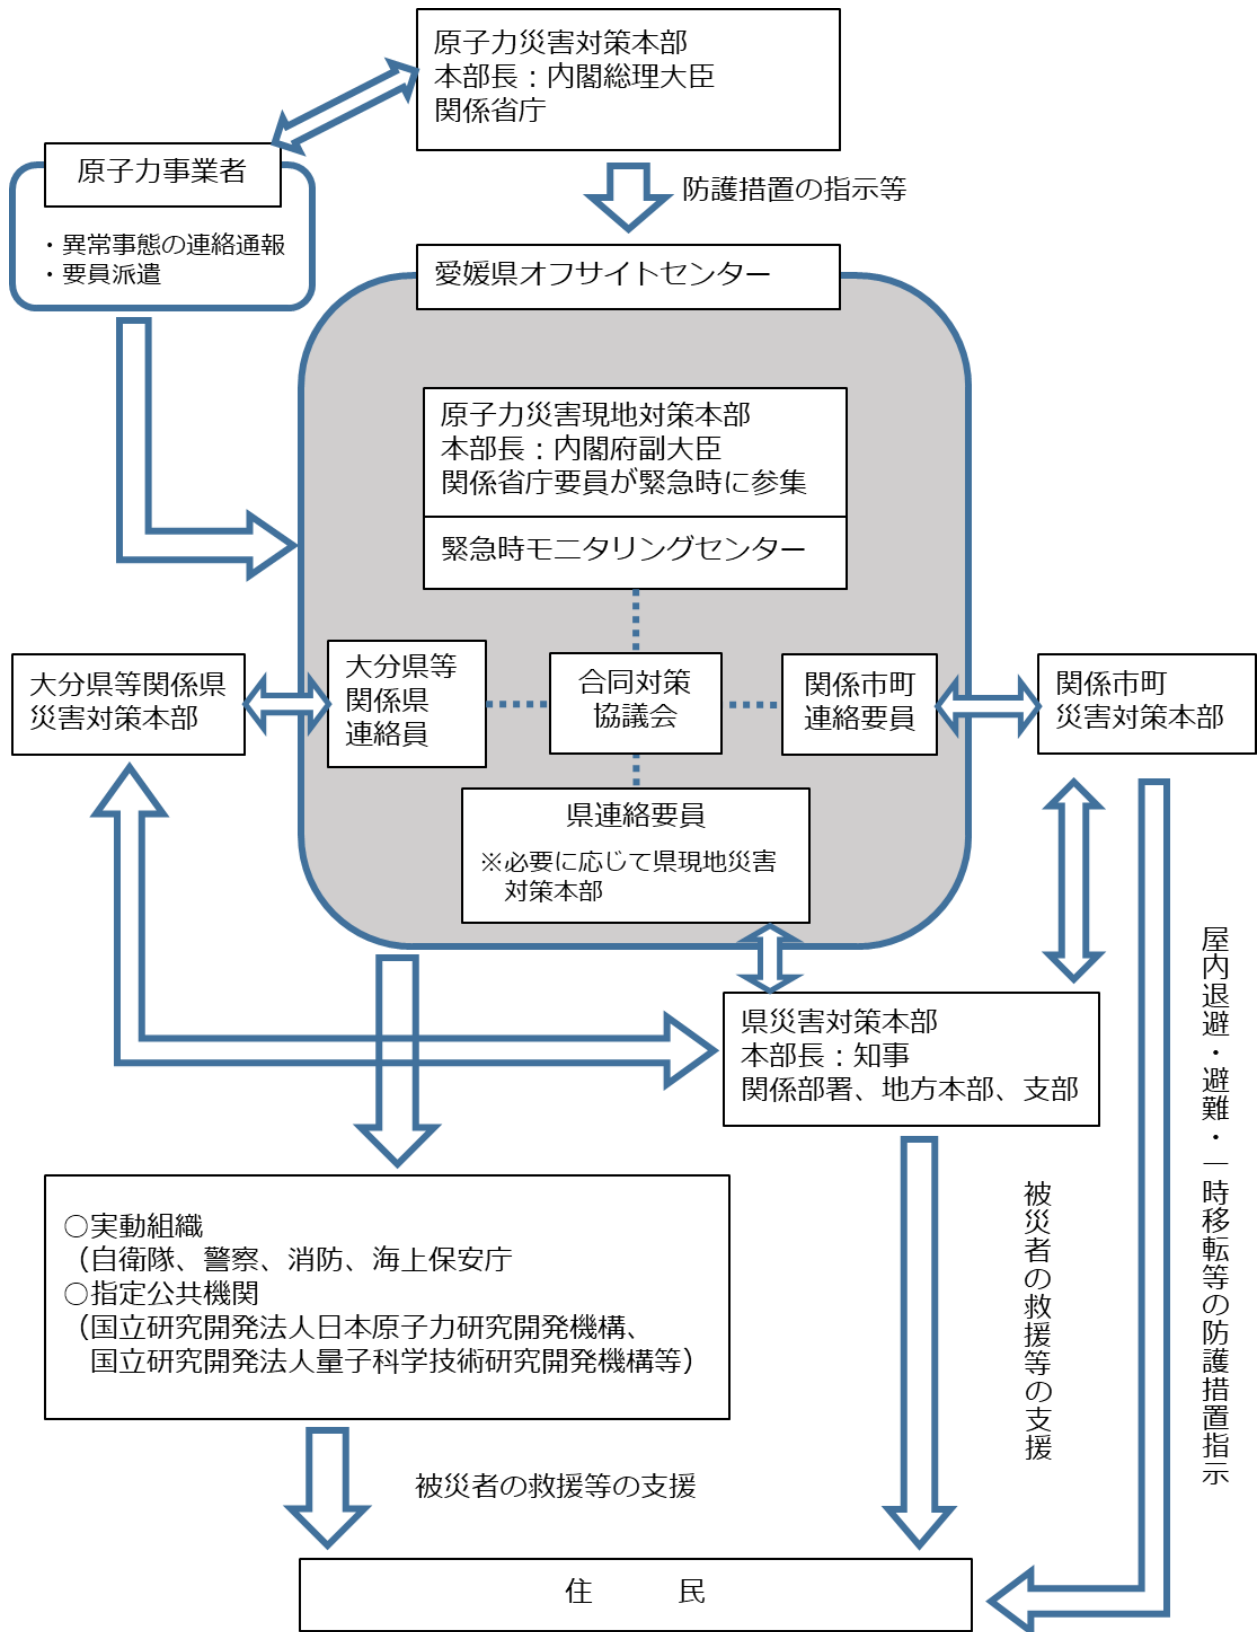 原子力災害対策本部
本部長：内閣総理大臣
関係省庁
原子力事業者
・異常事態の連絡通報
・要員派遣
防護措置の指示等
愛媛県オフサイトセンター
原子力災害現地対策本部
本部長：内閣府副大臣
関係省庁要員が緊急時に参集
緊急時モニタリングセンター
大分県等関係県
災害対策本部
大分県等
関係県
連絡員
合同対策
協議会
関係市町
連絡要員
関係市町
災害対策本部
県連絡要員
※必要に応じて県現地災害
対策本部
県災害対策本部
本部長：知事
関係部署、地方本部、支部
○実動組織
（自衛隊、警察、消防、海上保安庁
○指定公共機関
（国立研究開発法人日本原子力研究開発機構、
国立研究開発法人量子科学技術研究開発機構等）
被災者の救援等の支援
被災者の救援等の支援
屋内退避・避難・一時移転等の防護措置指示
住　　　民